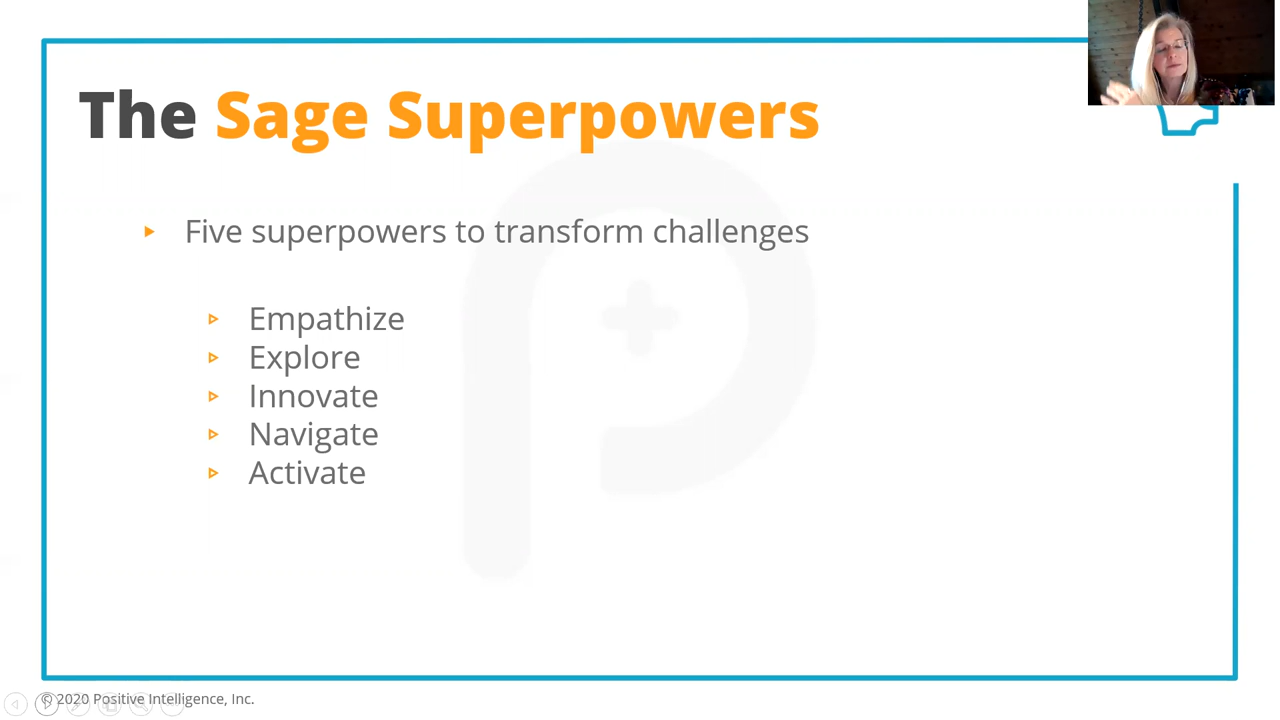 The Sage Superpowers
Five superpowers to transform challenges
Empathize
Explore
Innovate
Navigate
Activate
© 2020 Positive Intelligence, Inc.